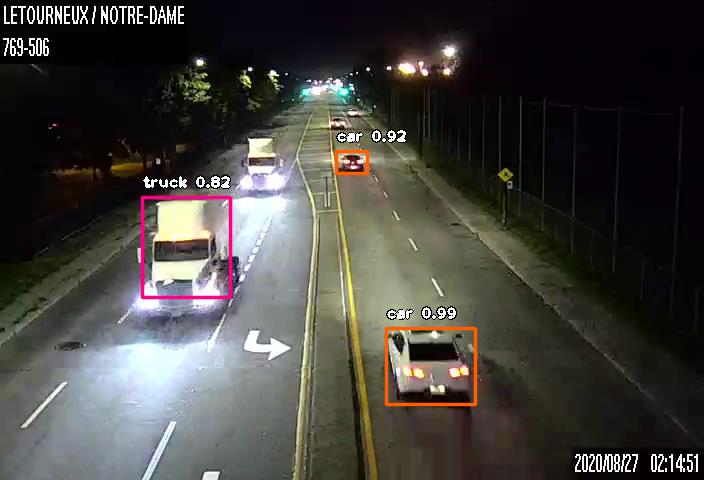 LETOURNEUX / NOTRE-DAME
769-506
car 0.92
truck 0.82
car 0.99
2020/08/27 02:14:51